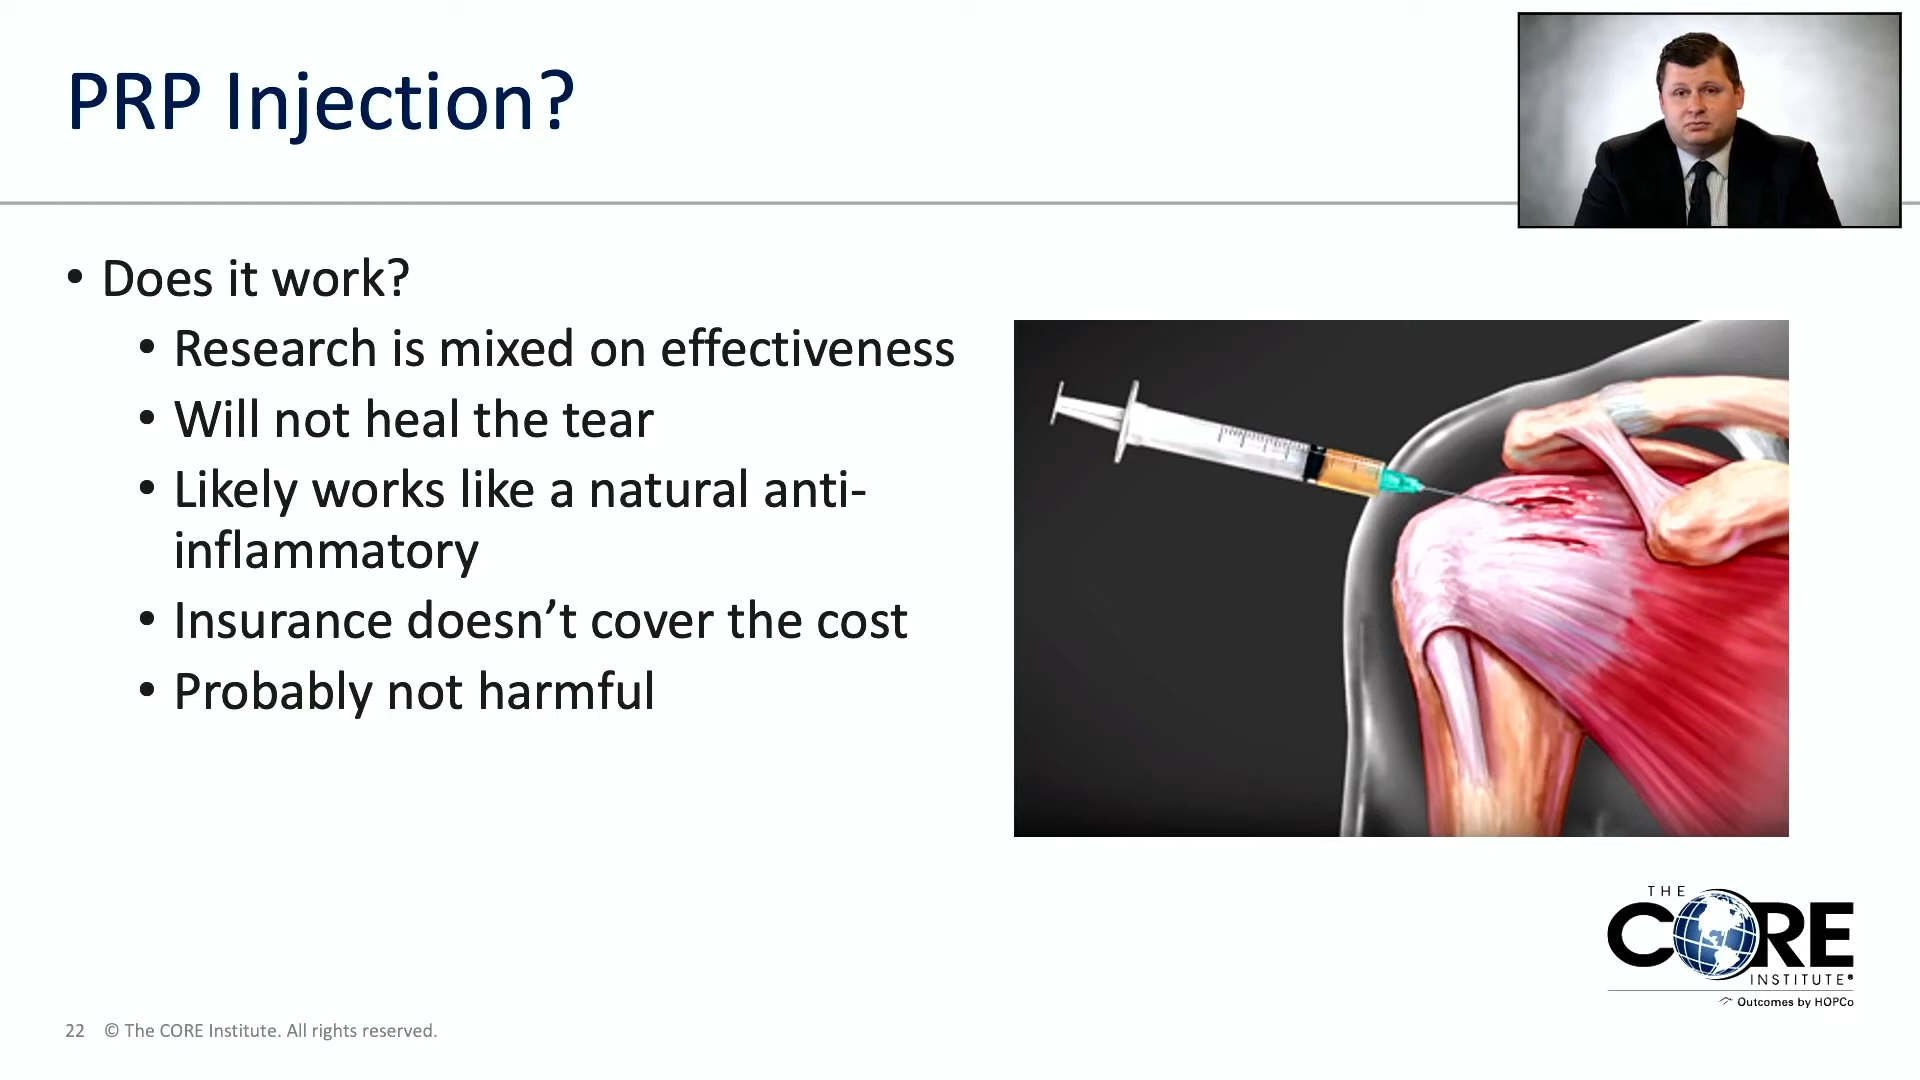 PRP Injection?
• Does it work?
• Research is mixed on effectiveness
• Will not heal the tear
• Likely works like a natural anti-
inflammatory
• Insurance doesn’t cover the cost
• Probably not harmful
THE
CORE
INSTITUTE®
Outcomes by HOPCo
22 © The CORE Institute. All rights reserved.